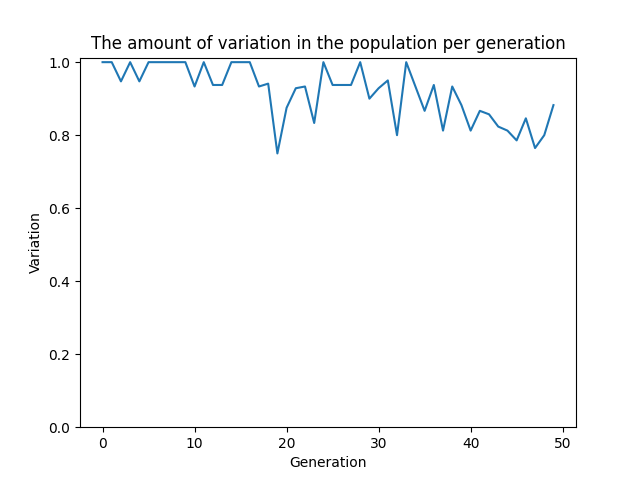 The amount of variation in the population per generation
1.0
0.8
0.6
0.4
0.2
0.0
Variation
0 10 20 30 40 50
Generation